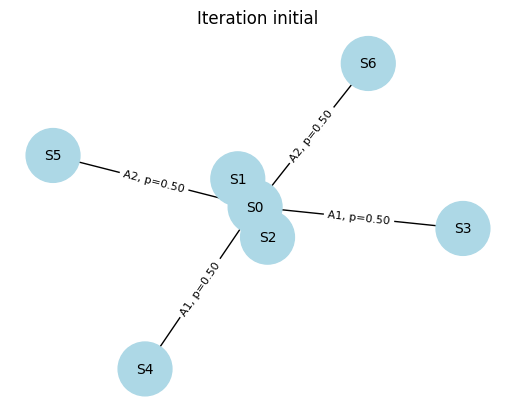 Iteration initial
S6
A2, p=0.50
S5
A2, p=0.50
S1
S0
A1, p=0.50
S3
S2
A1, p=0.50
S4